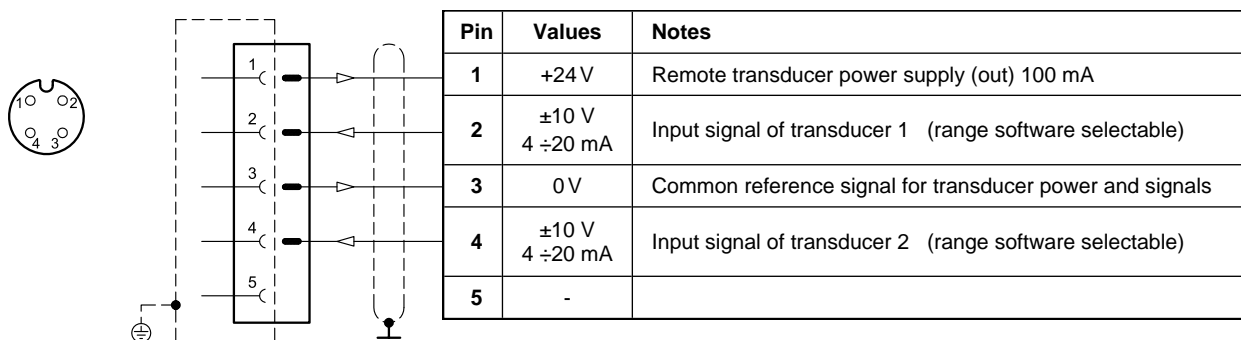 1 2
4 3
1
2
3
4
5
Pin Values Notes
1 +24 V Remote transducer power supply (out) 100 mA
2 ±10 V
4 ÷20 mA Input signal of transducer 1 (range software selectable)
3 0 V Common reference signal for transducer power and signals
4 ±10 V
4 ÷20 mA Input signal of transducer 2 (range software selectable)
5 -